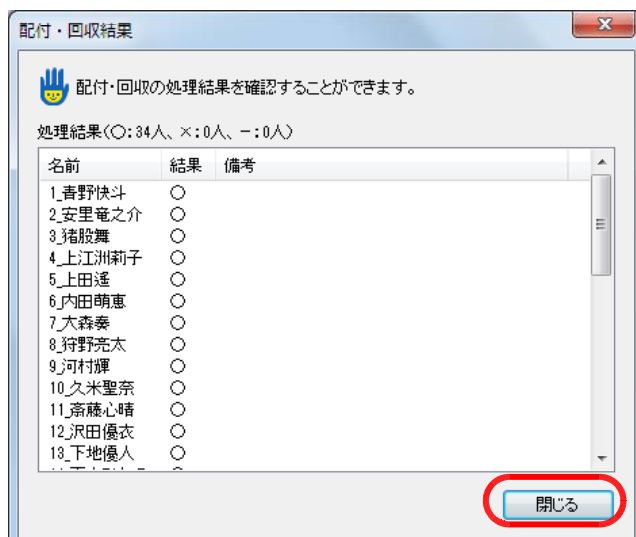 配付・回収結果
配付・回収の処理結果を確認することができます。
処理結果(○:34人、×:0人、－:0人)
名前 結果 備考
1_青野快斗 ○
2_安里竜之介 ○
3_猪股舞 ○
4_上江洲莉子 ○
5_上田遙 ○
6_内田萌恵 ○
7_大森奏 ○
8_狩野亮太 ○
9_河村輝 ○
10_久米聖奈 ○
11_斎藤心晴 ○
12_沢田優衣 ○
13_下地優人 ○
閉じる